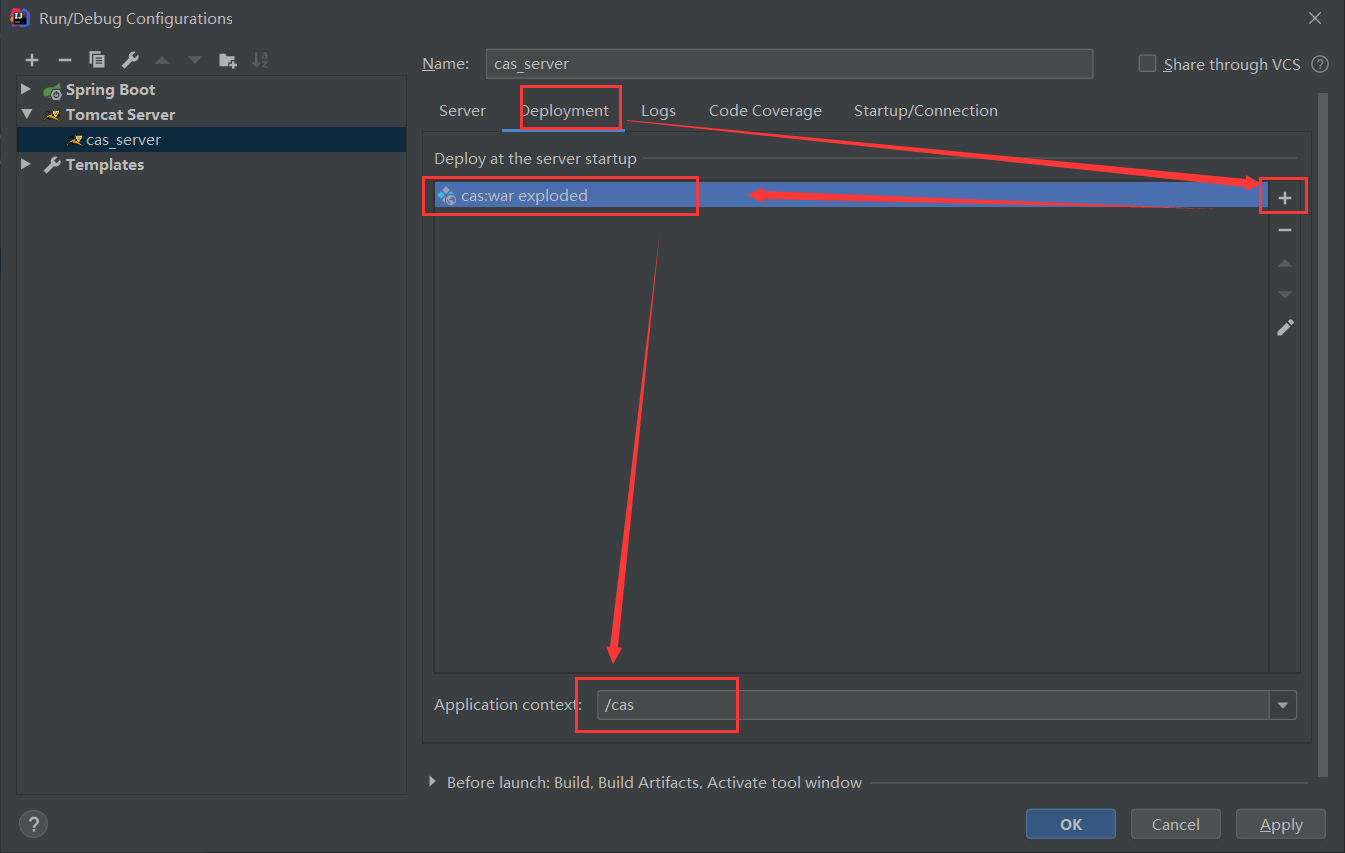 Run/Debug Configurations
Name: cas_server
Share through VCS ?
Spring Boot
Tomcat Server
cas_server
Templates
Server Deployment Logs Code Coverage Startup/Connection
Deploy at the server startup
cas:war exploded
Application context: /cas
Before launch: Build, Build Artifacts, Activate tool window
? OK Cancel Apply